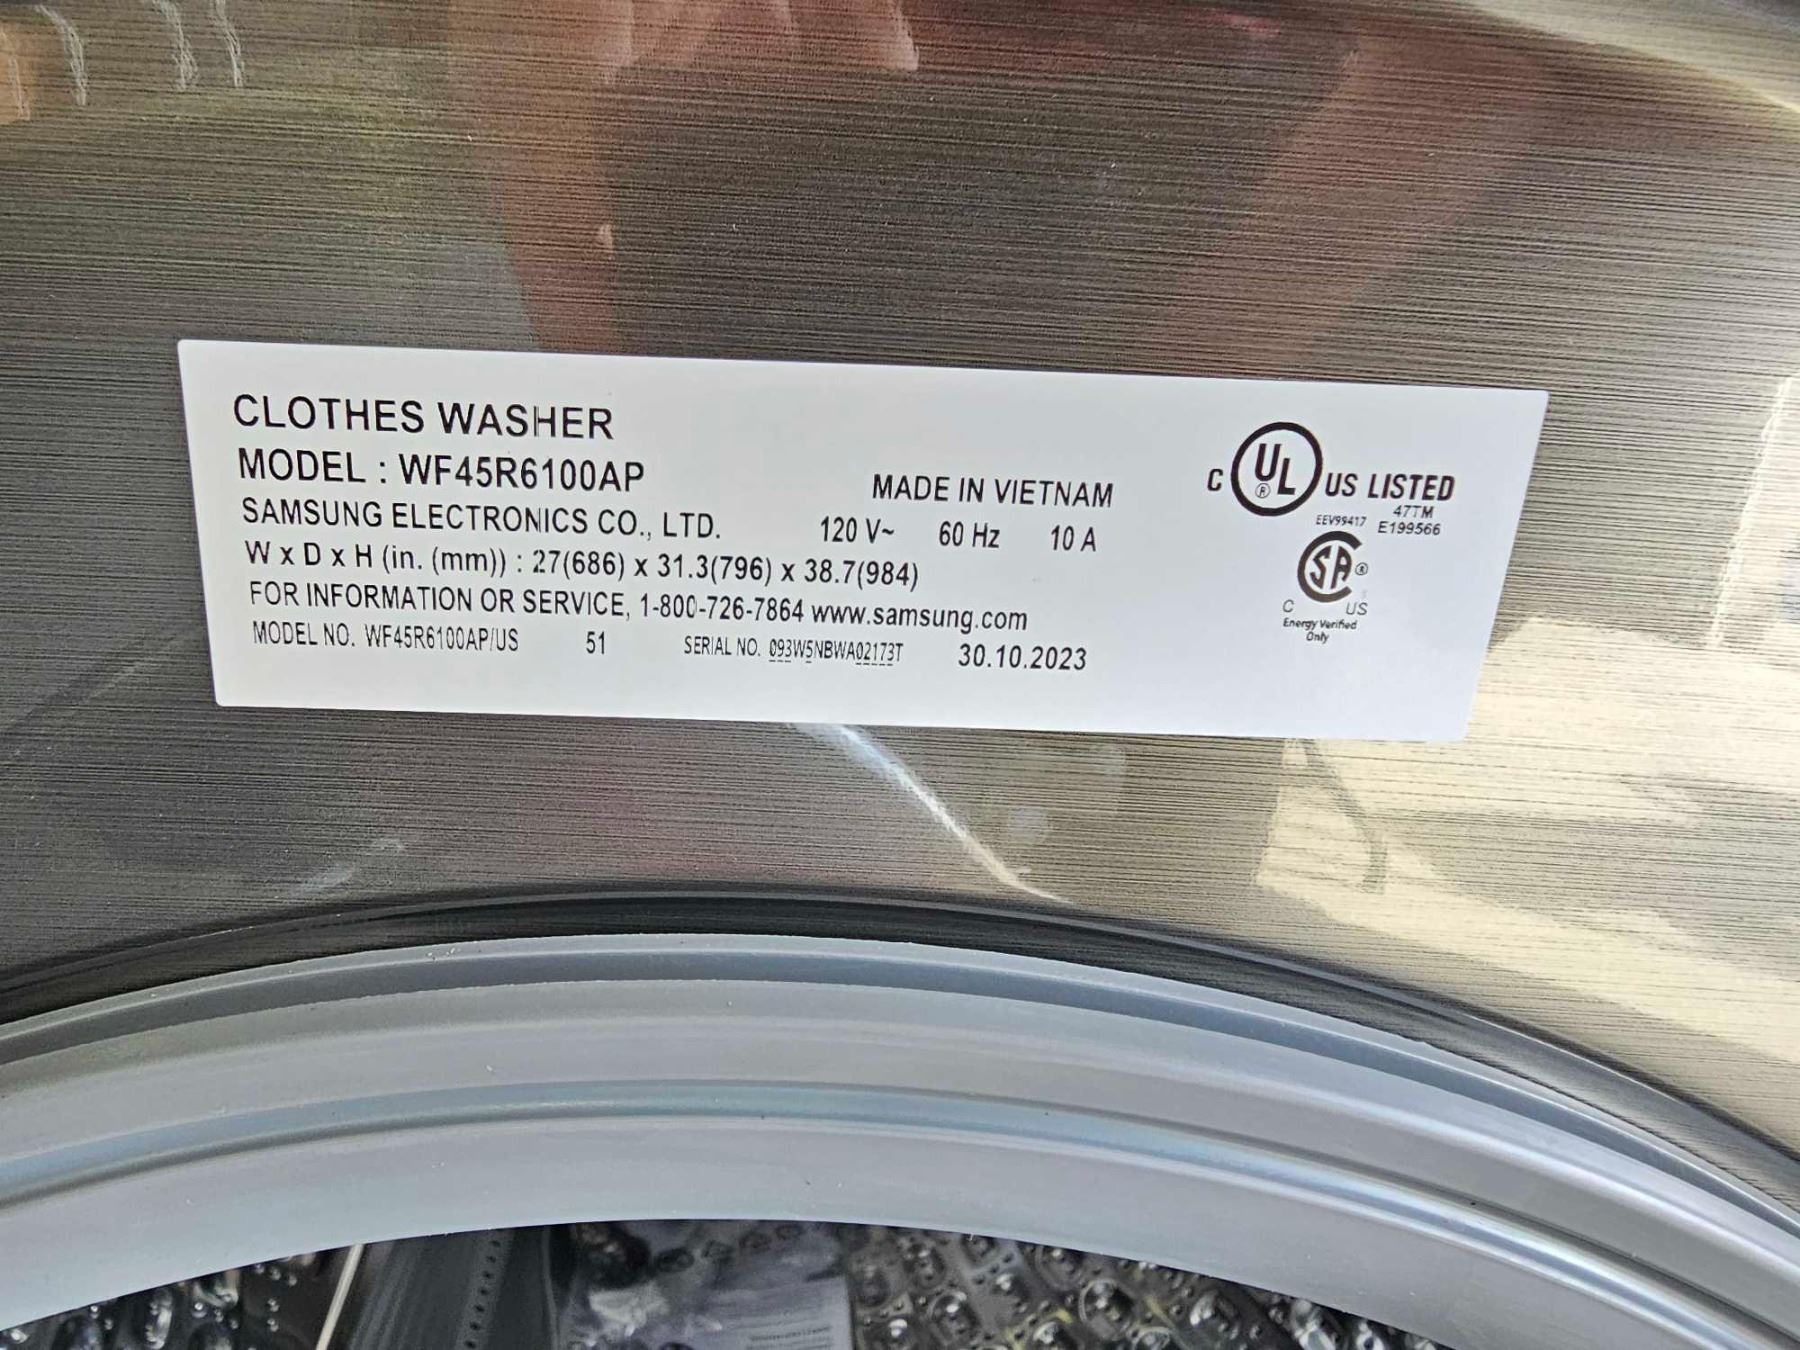 CLOTHES WASHER
MODEL : WF45R6100AP
SAMSUNG ELECTRONICS CO., LTD.
MADE IN VIETNAM
120 V~ 60 Hz 10 A
W x D x H (in. (mm)) : 27(686) x 31.3(796) x 38.7(984)
FOR INFORMATION OR SERVICE, 1-800-726-7864 www.samsung.com
MODEL NO. WF45R6100AP/US 51 SERIAL NO. 093W5NBWA02173T 30.10.2023
C UL ® US LISTED
47TM
EEV99417 E199566
SA ®
C US
Energy Verified
Only